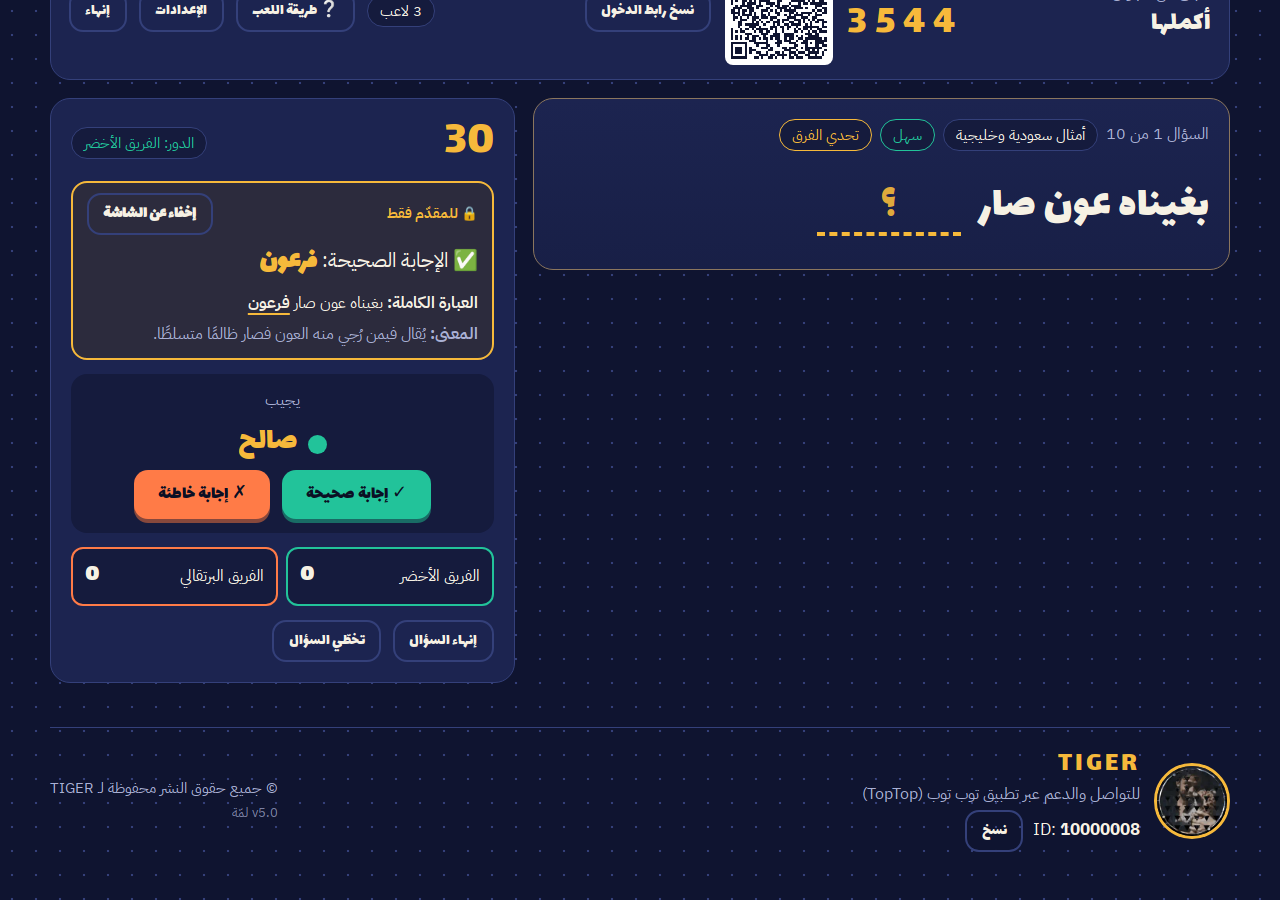 أكملها
3544
نسخ رابط الدخول
3 لاعب
❔ طريقة اللعب
الإعدادات
إنهاء
السؤال 1 من 10
أمثال سعودية وخليجية
سهل
تحدي الفرق
بغيناه عون صار ؟
30
الدور: الفريق الأخضر
🔒 للمقدّم فقط
إخفاء عن الشاشة
✅ الإجابة الصحيحة: فرعون
العبارة الكاملة: بغيناه عون صار فرعون
المعنى: يُقال فيمن رُجي منه العون فصار ظالمًا متسلطًا.
يجيب
صالح
✓ إجابة صحيحة
✗ إجابة خاطئة
الفريق الأخضر 0
الفريق البرتقالي 0
إنهاء السؤال
تخطّي السؤال
TIGER
للتواصل والدعم عبر تطبيق توب توب (TopTop)
ID: 10000008
نسخ
© جميع حقوق النشر محفوظة لـ TIGER
لمّة v5.0